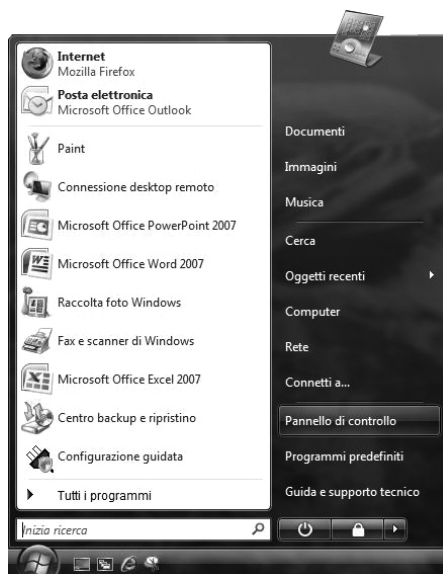 Internet
Mozilla Firefox
Posta elettronica
Microsoft Office Outlook
Paint
Connessione desktop remoto
Microsoft Office PowerPoint 2007
Microsoft Office Word 2007
Raccolta foto Windows
Fax e scanner di Windows
Microsoft Office Excel 2007
Centro backup e ripristino
Configurazione guidata
Tutti i programmi
Inizia ricerca
Documenti
Immagini
Musica
Cerca
Oggetti recenti
Computer
Rete
Connetti a...
Pannello di controllo
Programmi predefiniti
Guida e supporto tecnico